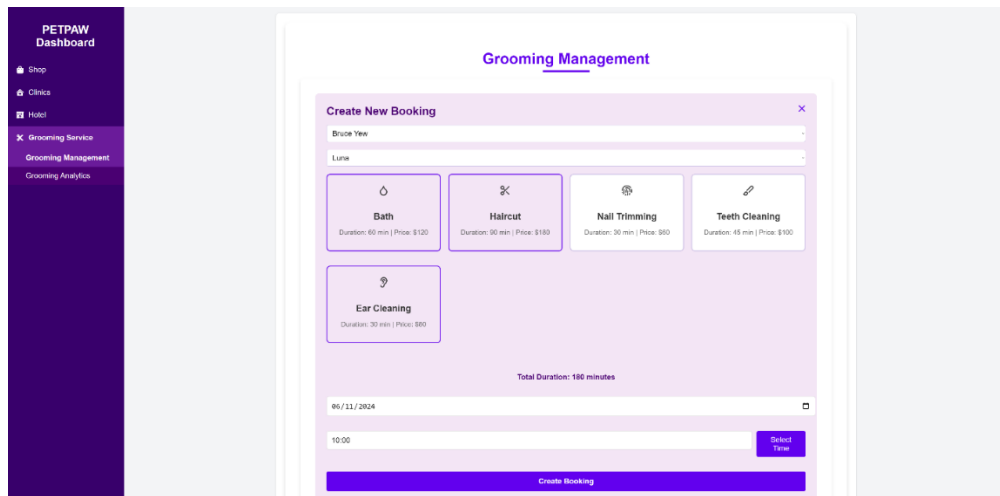 PETPAW
Dashboard
Shop
Clinics
Hotel
Grooming Service
Grooming Management
Grooming Analytics
Grooming Management
Create New Booking
Bruce Yew
Luna
Bath
Duration: 60 min | Price: $120
Haircut
Duration: 90 min | Price: $180
Nail Trimming
Duration: 30 min | Price: $60
Teeth Cleaning
Duration: 45 min | Price: $100
Ear Cleaning
Duration: 30 min | Price: $80
Total Duration: 180 minutes
06/11/2024
10:00
Select
Time
Create Booking